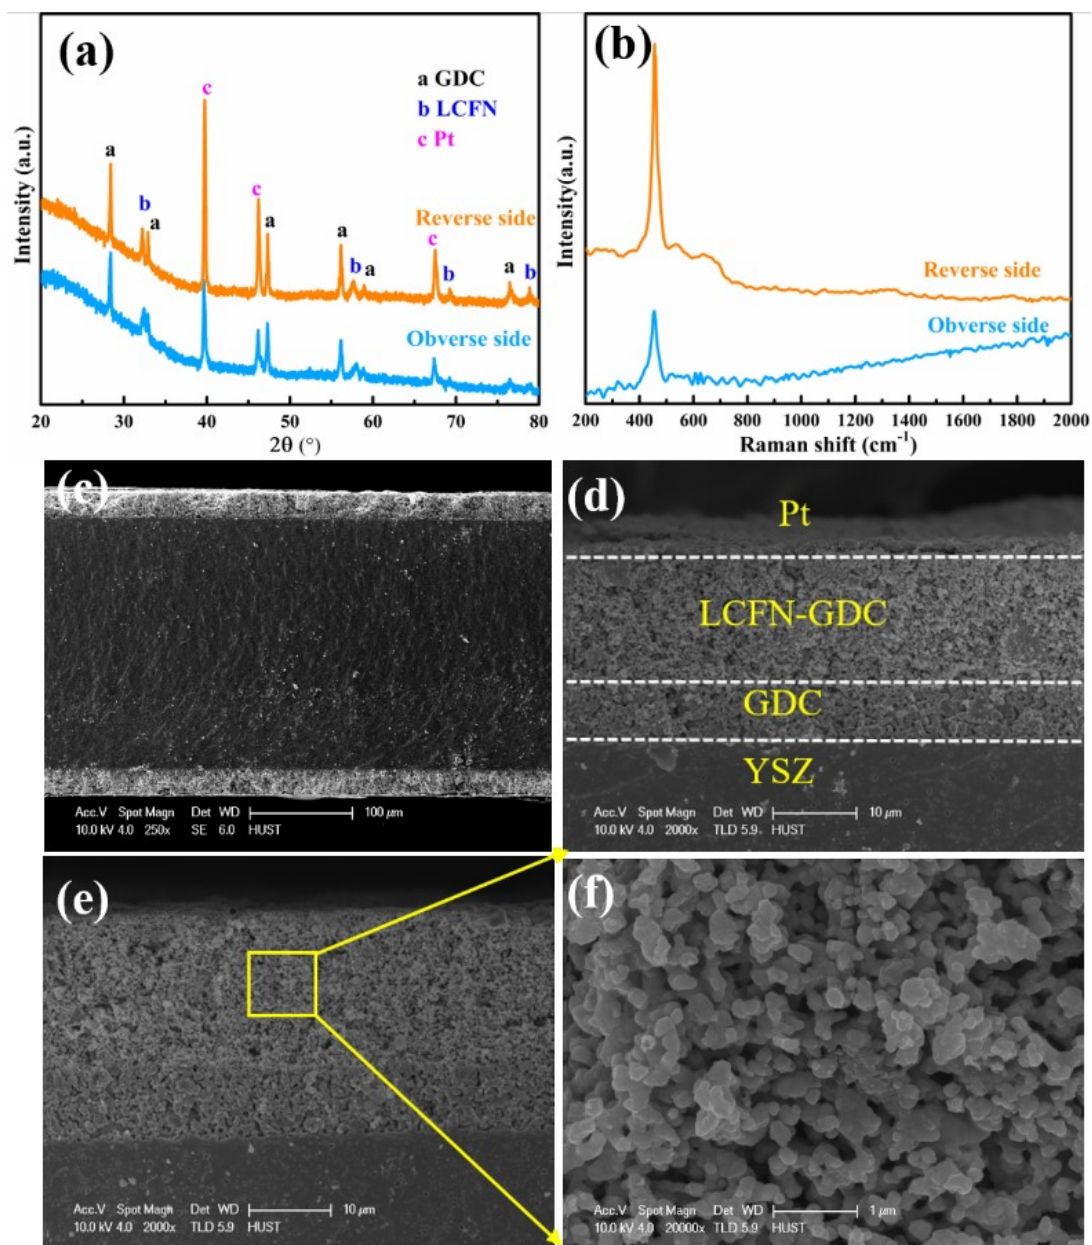 (a)
a GDC
b LCFN
c Pt
c
a
b
a
c
a
a
b
a
c
b
a
b
Reverse side
Obverse side
Intensity (a.u.)
20 30 40 50 60 70 80
2θ (°)
(b)
Reverse side
Obverse side
Intensity(a.u.)
200 400 600 800 1000 1200 1400 1600 1800 2000
Raman shift (cm⁻¹)
(c)
Acc.V Spot Magn Det WD 100 µm
10.0 kV 4.0 250x SE 6.0 HUST
(d)
Pt
LCFN-GDC
GDC
YSZ
Acc.V Spot Magn Det WD 10 µm
10.0 kV 4.0 2000x TLD 5.9 HUST
(e)
Acc.V Spot Magn Det WD 10 µm
10.0 kV 4.0 2000x TLD 5.9 HUST
(f)
Acc.V Spot Magn Det WD 1 µm
10.0 kV 4.0 20000x TLD 5.9 HUST